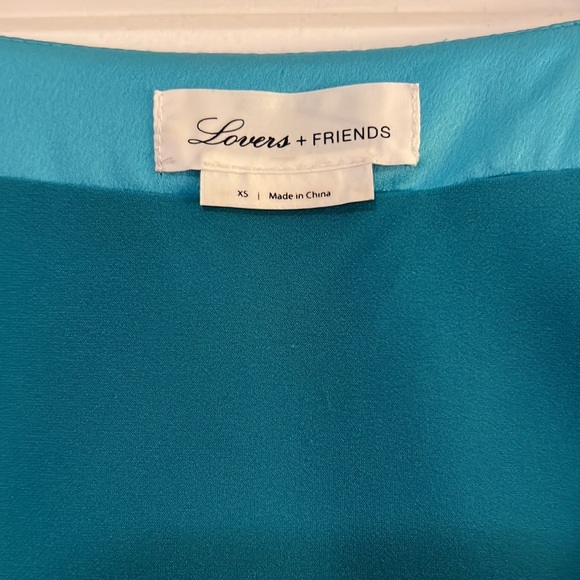 Lovers + FRIENDS
XS | Made in China